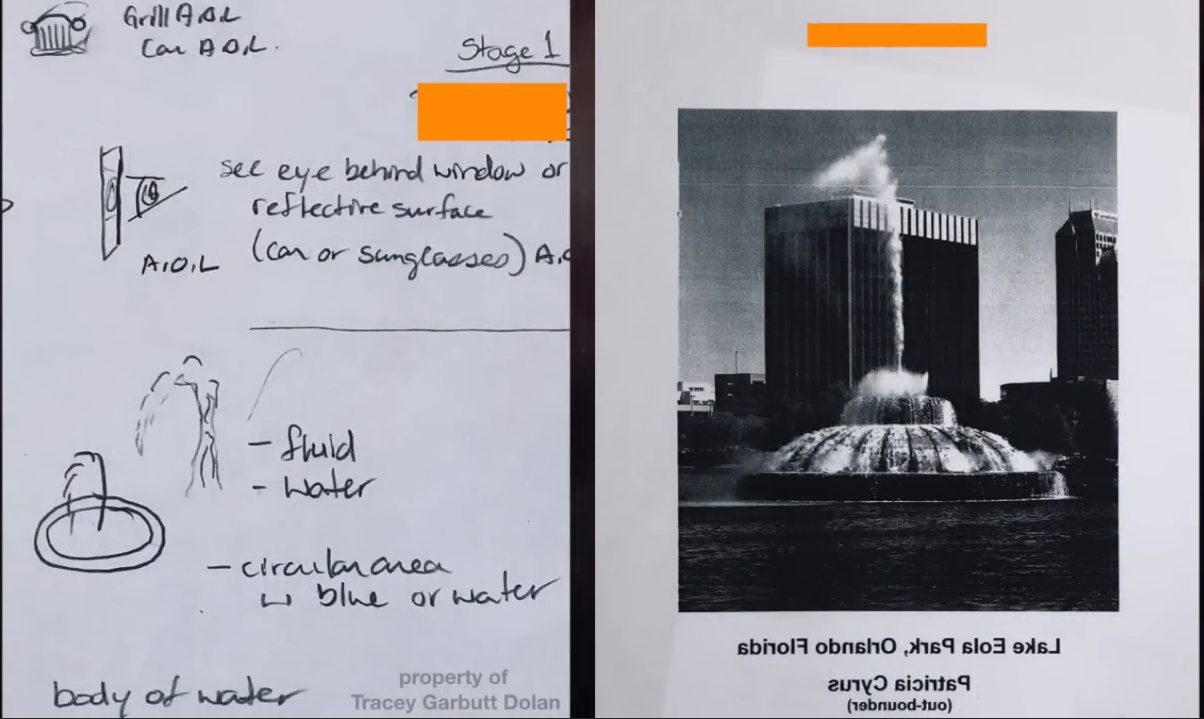 Grill A.O.L
Car A.O.L.
Stage 1
see eye behind window or
reflective surface
A.O.L (car or sunglasses) A.O
- fluid
- water
- circular area
w blue or water
body of water
property of
Tracey Garbutt Dolan
Lake Eola Park, Orlando Florida
Patricia Cyrus
(out-bounder)